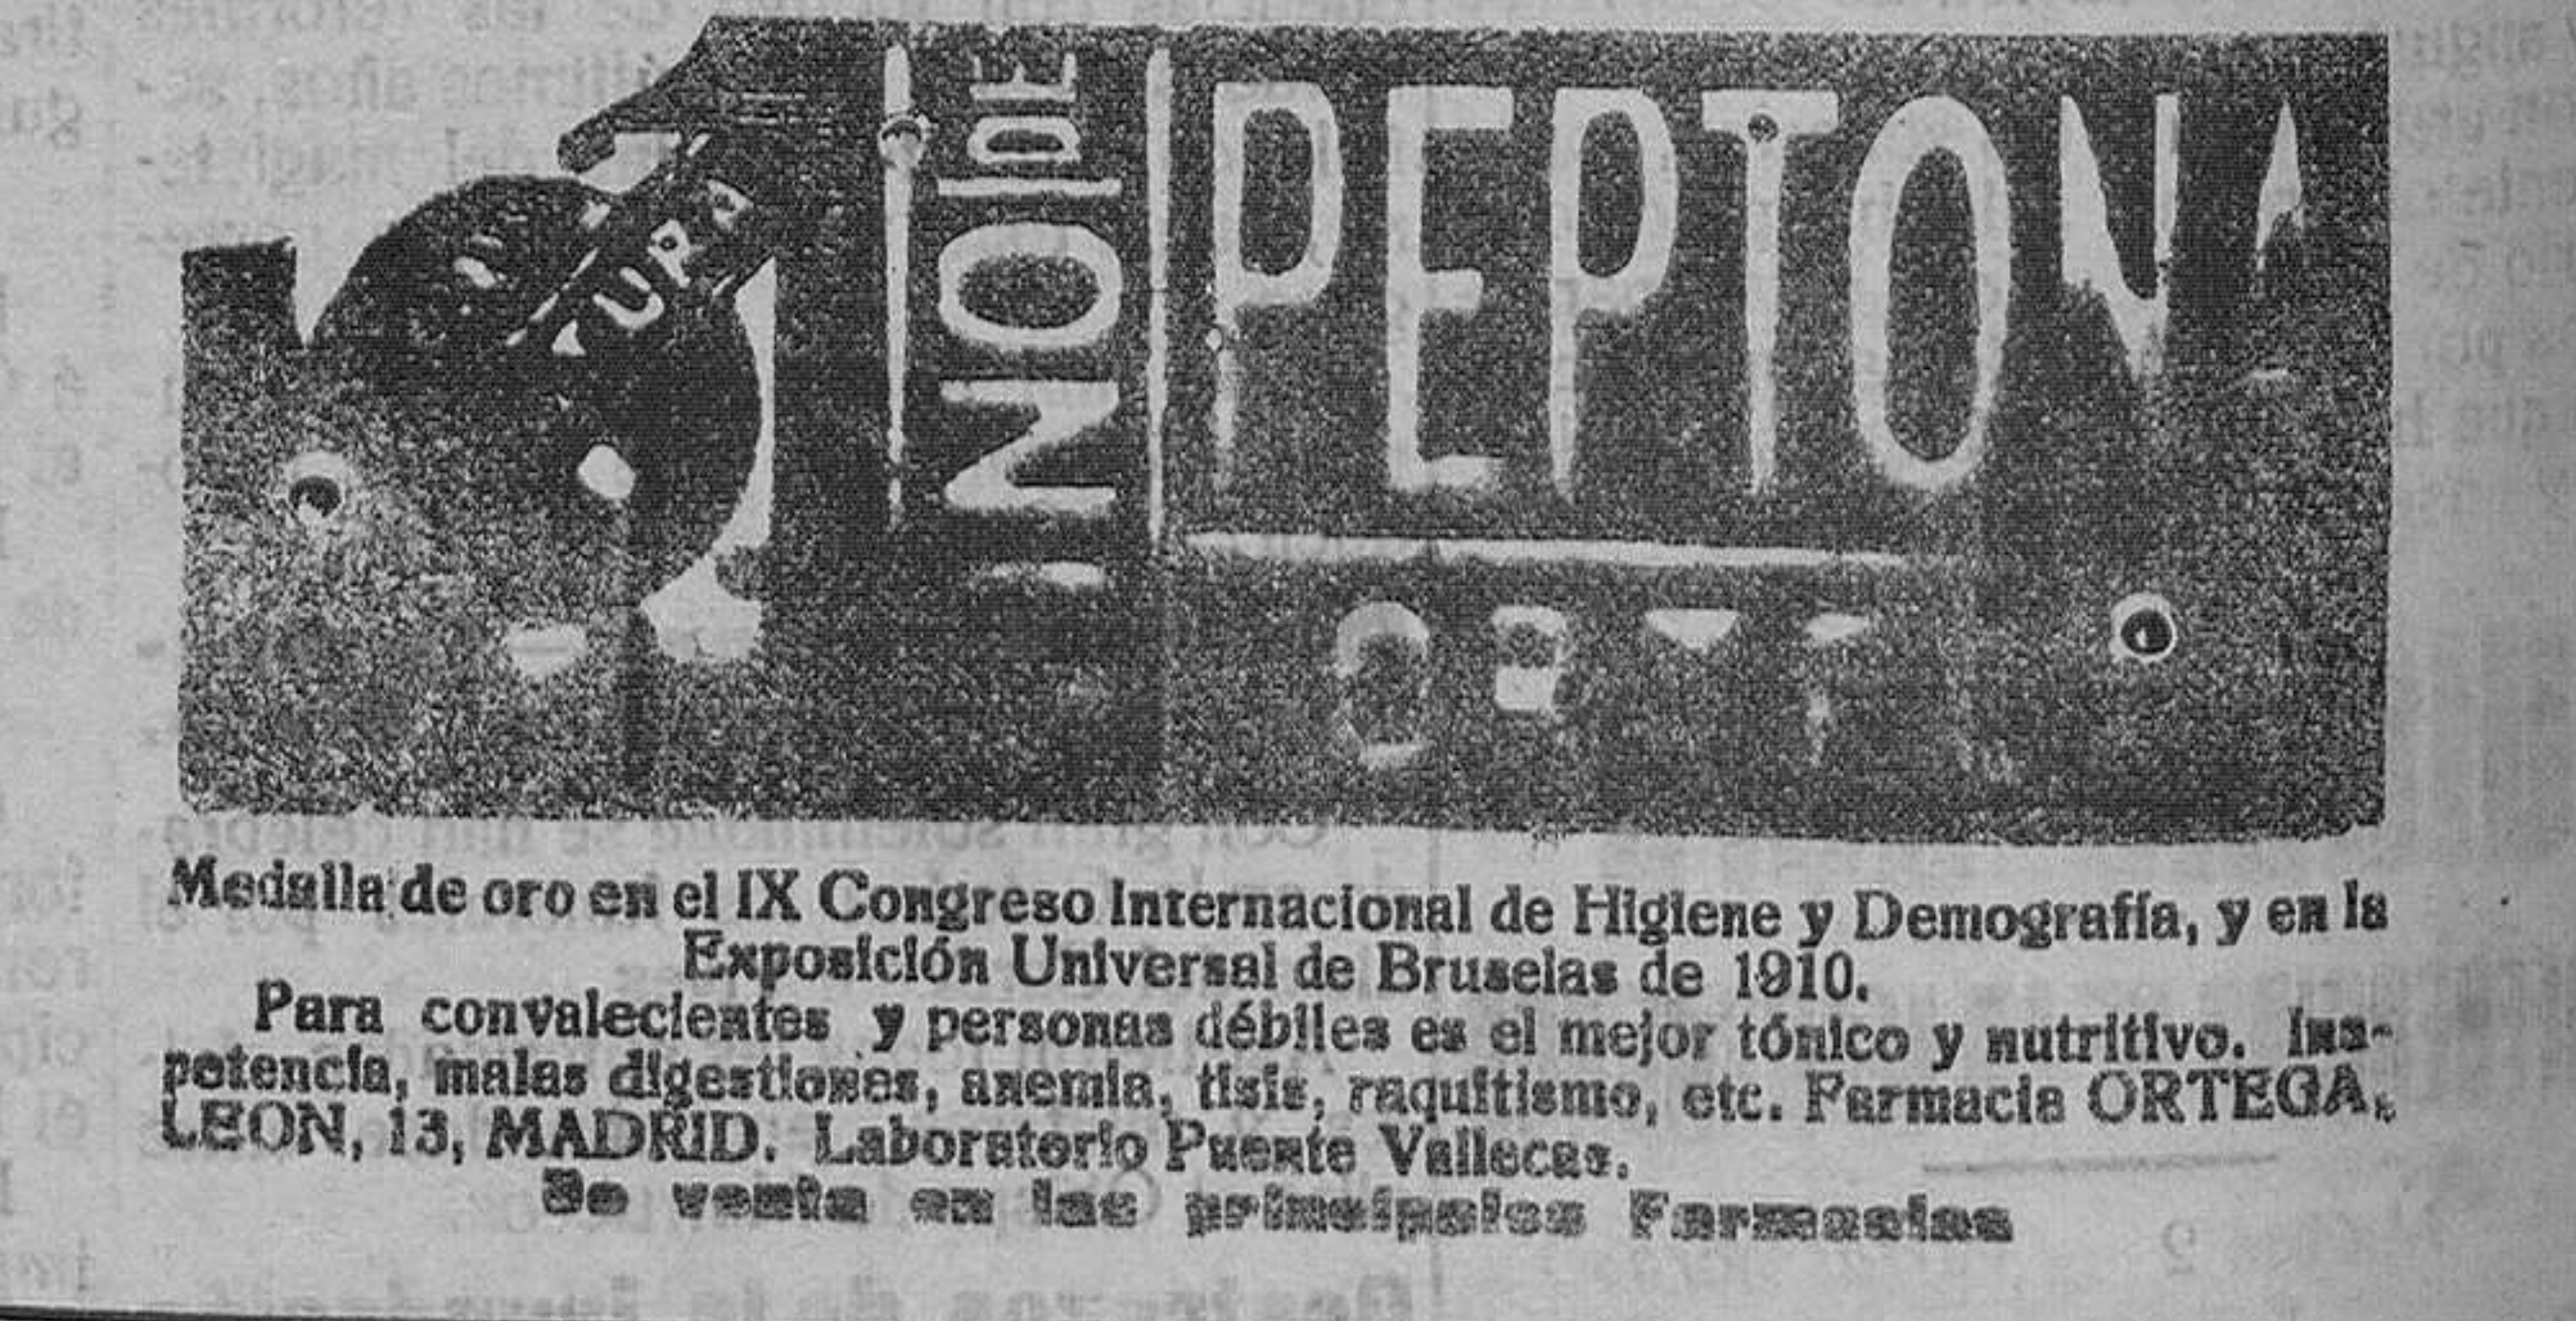 URA
NO DE
PEPTONA
Medalla de oro en el IX Congreso Internacional de Higiene y Demografía, y en la
Exposición Universal de Bruselas de 1910.
Para convalecientes y personas débiles es el mejor tónico y nutritivo. Ina-
petencia, malas digestiones, anemia, tisis, raquitismo, etc. Farmacia ORTEGA,
LEON, 13, MADRID. Laboratorio Puente Vallecas.
De venta en las principales Farmacias